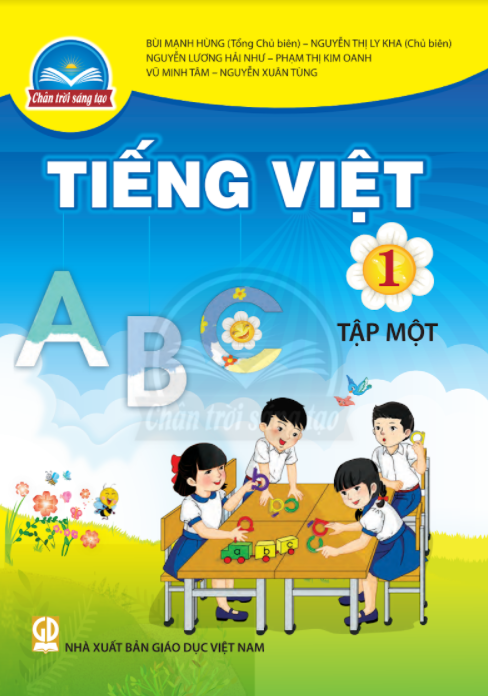 BÙI MẠNH HÙNG (Tổng Chủ biên) – NGUYỄN THỊ LY KHA (Chủ biên)
NGUYỄN LƯƠNG HẢI NHƯ – PHẠM THỊ KIM OANH
VŨ MINH TÂM – NGUYỄN XUÂN TÙNG
Chân trời sáng tạo
TIẾNG VIỆT
1
TẬP MỘT
A B C
Chân trời sáng tạo
a b c
GD
NHÀ XUẤT BẢN GIÁO DỤC VIỆT NAM